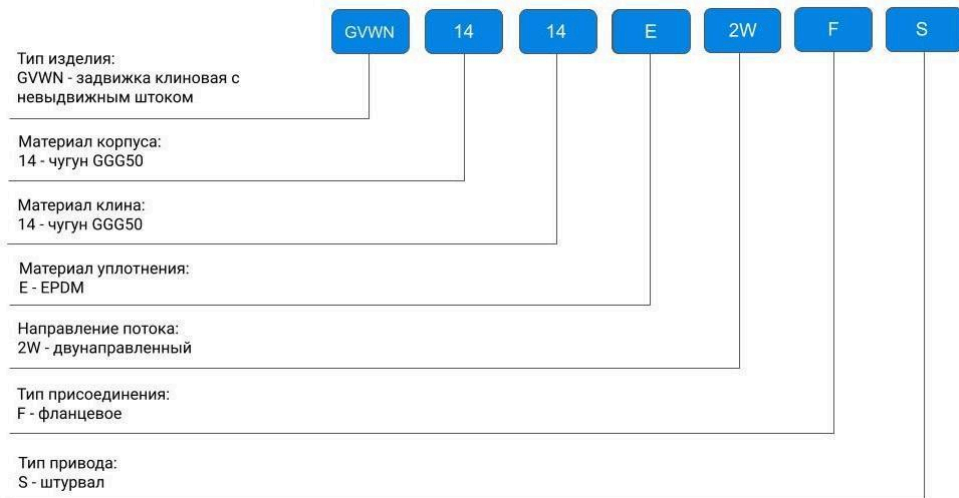 GVWN 14 14 E 2W F S
Тип изделия:
GVWN - задвижка клиновая с
невыдвижным штоком
Материал корпуса:
14 - чугун GGG50
Материал клина:
14 - чугун GGG50
Материал уплотнения:
E - EPDM
Направление потока:
2W - двунаправленный
Тип присоединения:
F - фланцевое
Тип привода:
S - штурвал